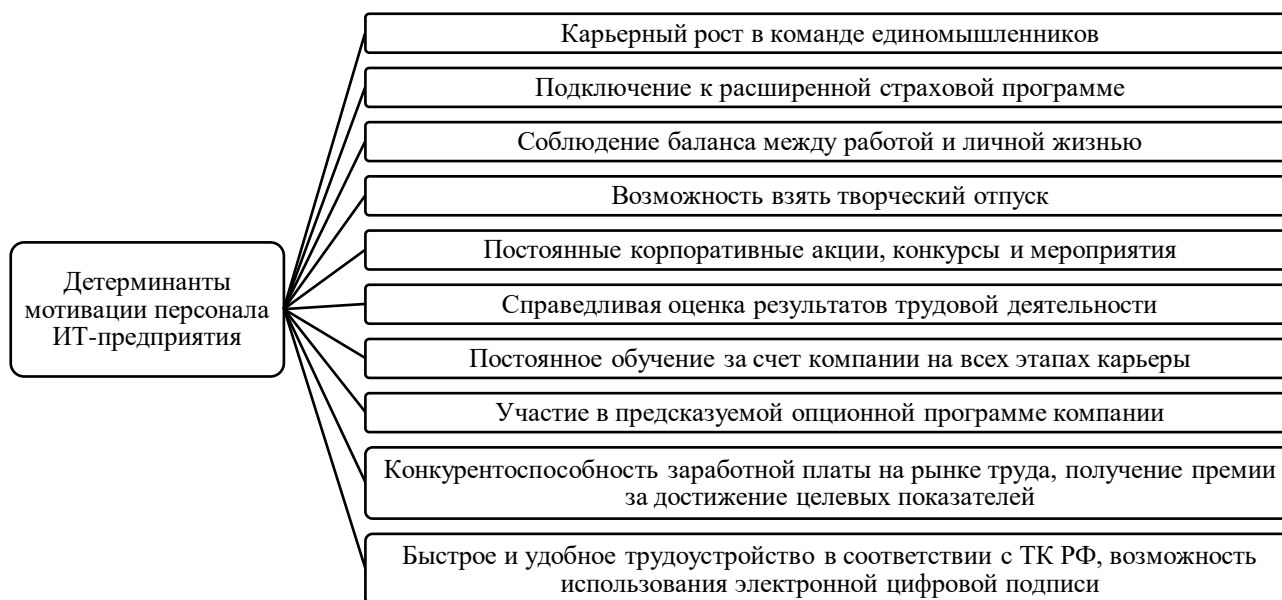 Детерминанты
мотивации персонала
ИТ-предприятия
Карьерный рост в команде единомышленников
Подключение к расширенной страховой программе
Соблюдение баланса между работой и личной жизнью
Возможность взять творческий отпуск
Постоянные корпоративные акции, конкурсы и мероприятия
Справедливая оценка результатов трудовой деятельности
Постоянное обучение за счет компании на всех этапах карьеры
Участие в предсказуемой опционной программе компании
Конкурентоспособность заработной платы на рынке труда, получение премии
за достижение целевых показателей
Быстрое и удобное трудоустройство в соответствии с ТК РФ, возможность
использования электронной цифровой подписи